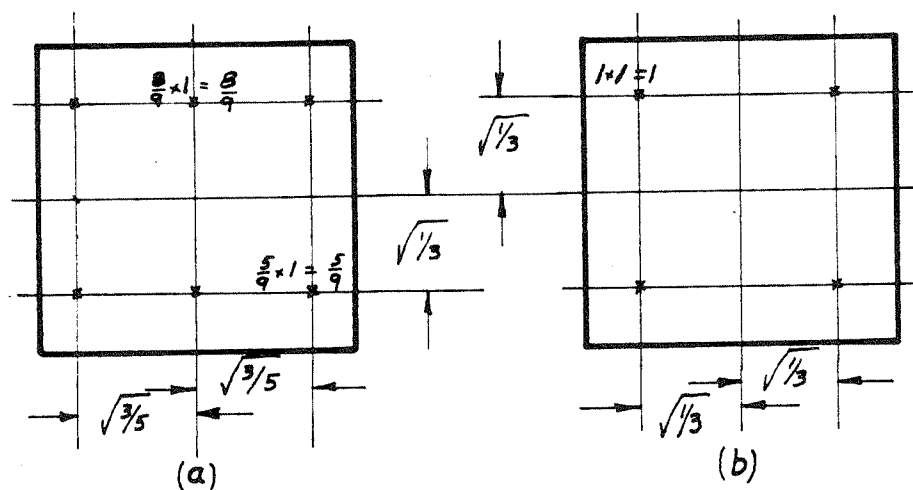 8/9 × 1 = 8/9
√1/3
5/9 × 1 = 5/9
√3/5
√3/5
(a)
1×1=1
√1/3
√1/3
√1/3
(b)